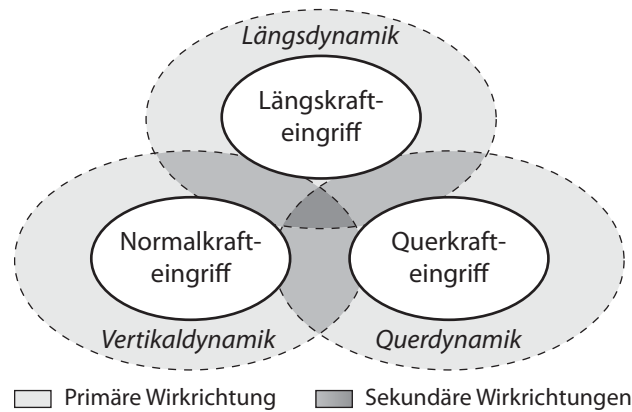 Längsdynamik
Längskraft-
eingriff
Normalkraft-
eingriff
Querkraft-
eingriff
Vertikaldynamik
Querdynamik
Primäre Wirkrichtung
Sekundäre Wirkrichtungen